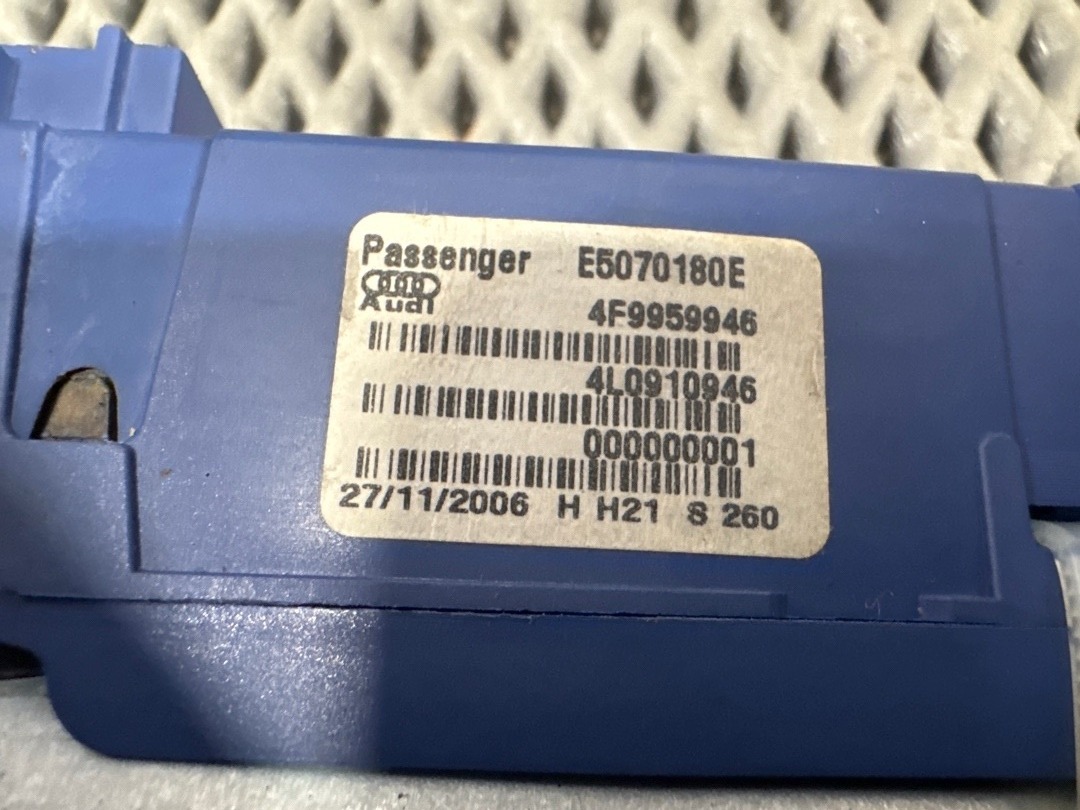 Passenger E5070180E
Audi
4F9959946
4L0910946
000000001
27/11/2006 H H21 S 260